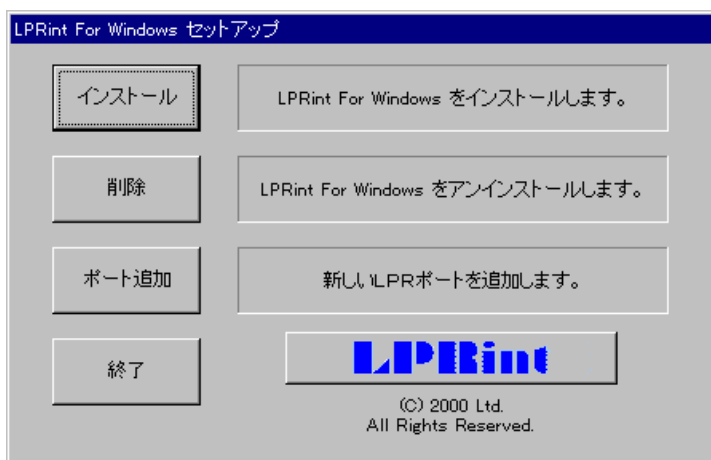 LPRint For Windows セットアップ
インストール
LPRint For Windows をインストールします。
削除
LPRint For Windows をアンインストールします。
ポート追加
新しいLPRポートを追加します。
終了
LPRint
(C) 2000 Ltd.
All Rights Reserved.